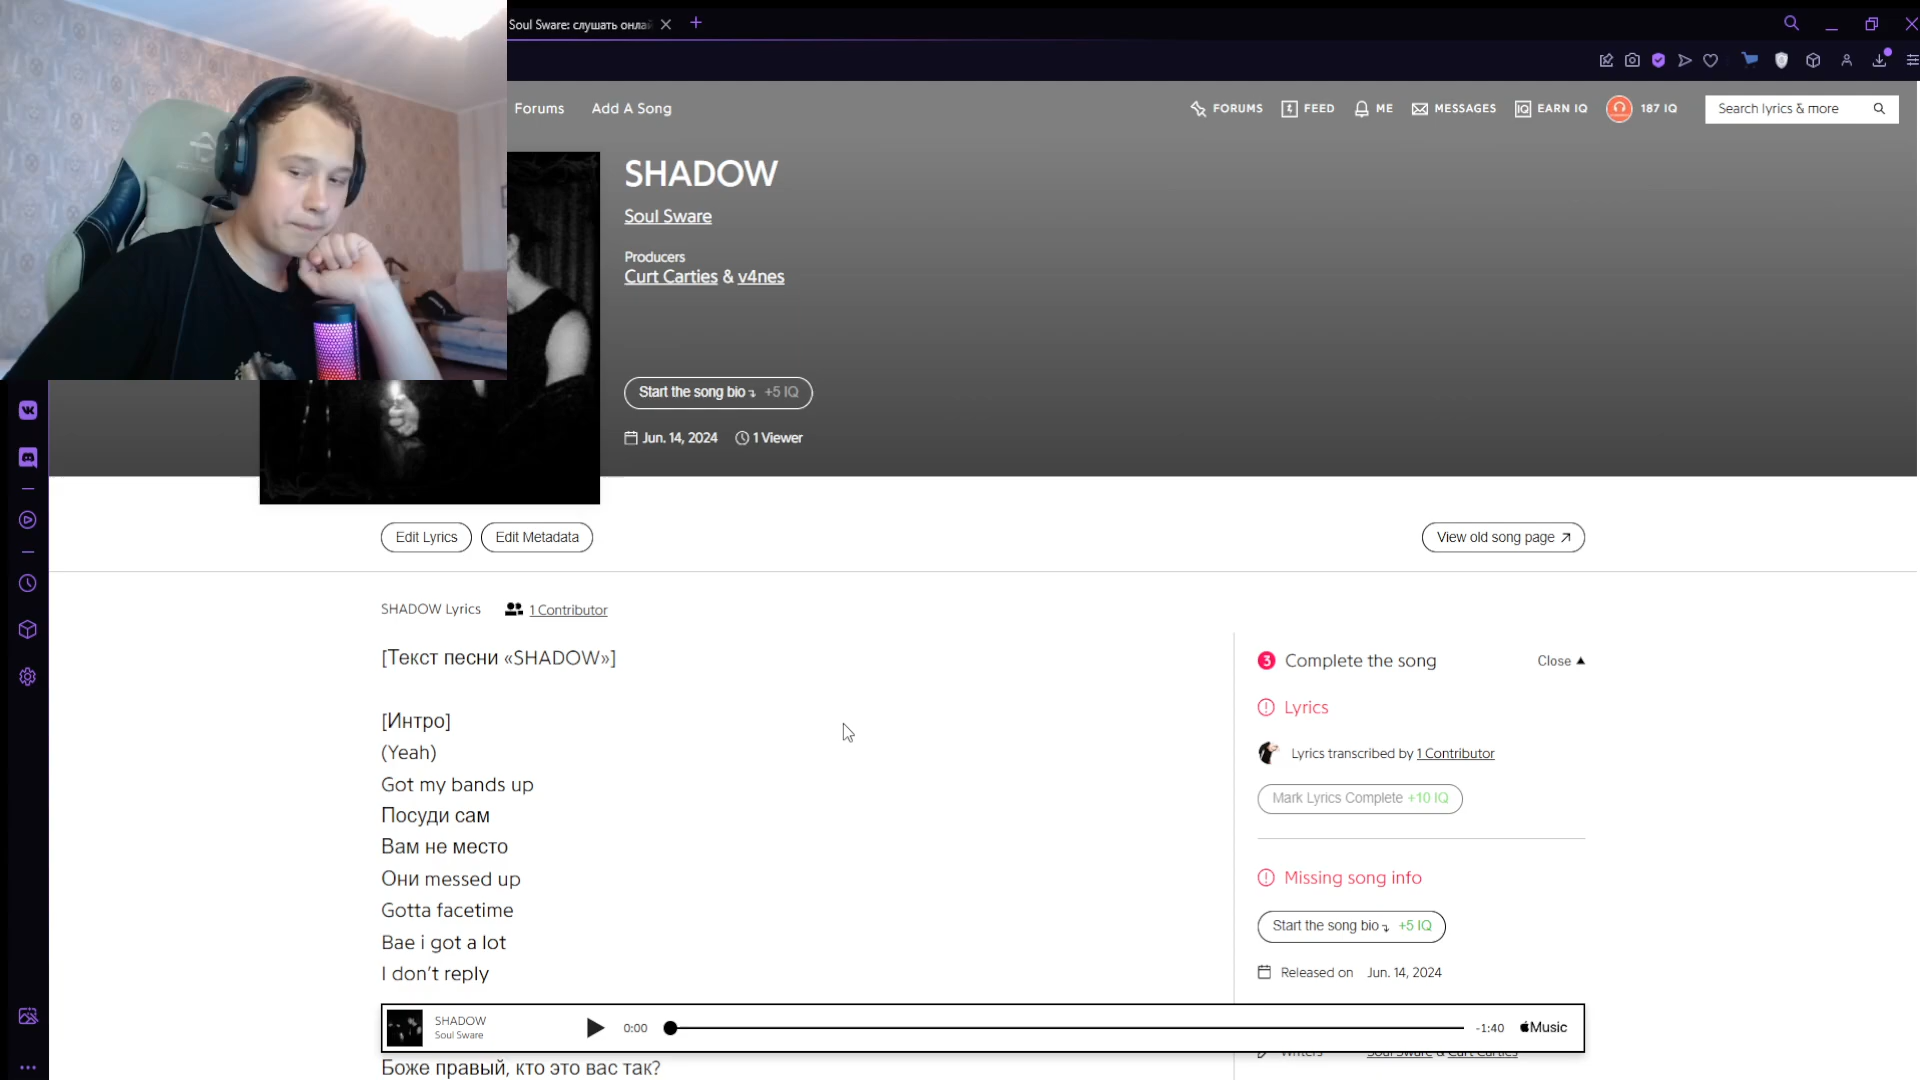 Soul Sware: слушать онлай
Forums
Add A Song
FORUMS
FEED
ME
MESSAGES
EARN IQ
187 IQ
Search lyrics & more
SHADOW
Soul Sware
Producers
Curt Carties & v4nes
Start the song bio +5 IQ
Jun. 14, 2024
1 Viewer
Edit Lyrics
Edit Metadata
View old song page
SHADOW Lyrics
1 Contributor
[Текст песни «SHADOW»]
[Интро]
(Yeah)
Got my bands up
Посуди сам
Вам не место
Они messed up
Gotta facetime
Bae i got a lot
I don’t reply
Боже правый, кто это вас так?
3 Complete the song
Close
Lyrics
Lyrics transcribed by 1 Contributor
Mark Lyrics Complete +10 IQ
Missing song info
Start the song bio +5 IQ
Released on Jun. 14, 2024
Writers Soul Sware & Curt Carties
SHADOW
Soul Sware
0:00
-1:40
Music